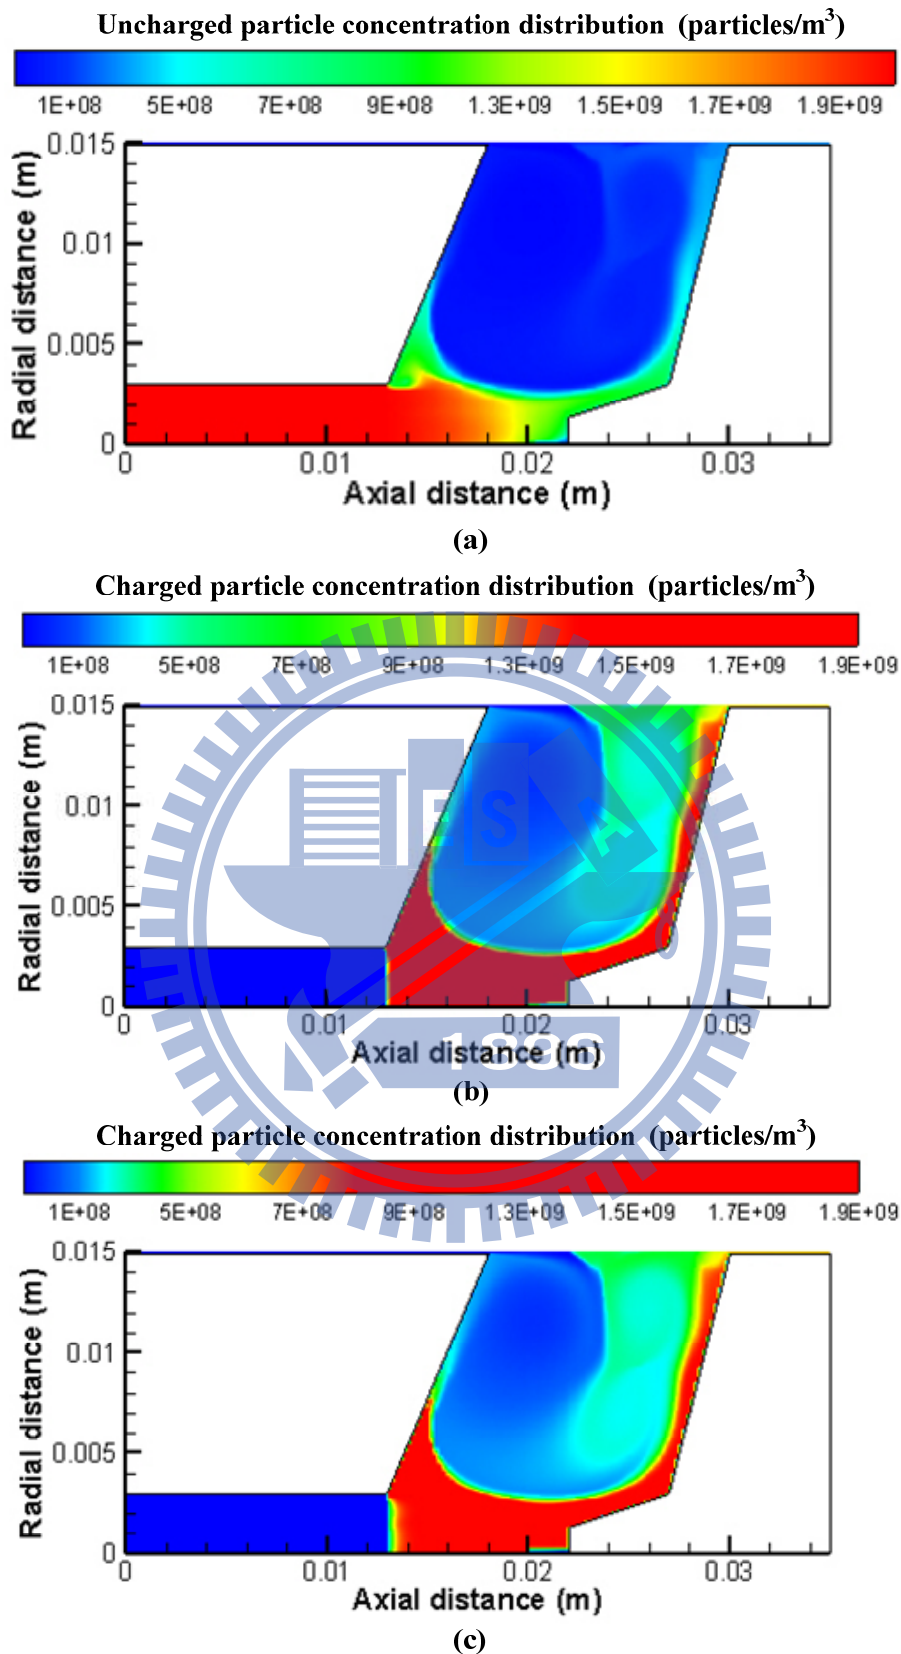 Uncharged particle concentration distribution (particles/m³)
1E+08 5E+08 7E+08 9E+08 1.3E+09 1.5E+09 1.7E+09 1.9E+09
0.015
0.01
0.005
0
Radial distance (m)
0 0.01 0.02 0.03
Axial distance (m)
(a)
Charged particle concentration distribution (particles/m³)
1E+08 5E+08 7E+08 9E+08 1.3E+09 1.5E+09 1.7E+09 1.9E+09
0.015
0.01
0.005
0
Radial distance (m)
ESA
0 0.01 0.02 0.03
Axial distance (m)
1896
(b)
Charged particle concentration distribution (particles/m³)
1E+08 5E+08 7E+08 9E+08 1.3E+09 1.5E+09 1.7E+09 1.9E+09
0.015
0.01
0.005
0
Radial distance (m)
0 0.01 0.02 0.03
Axial distance (m)
(c)